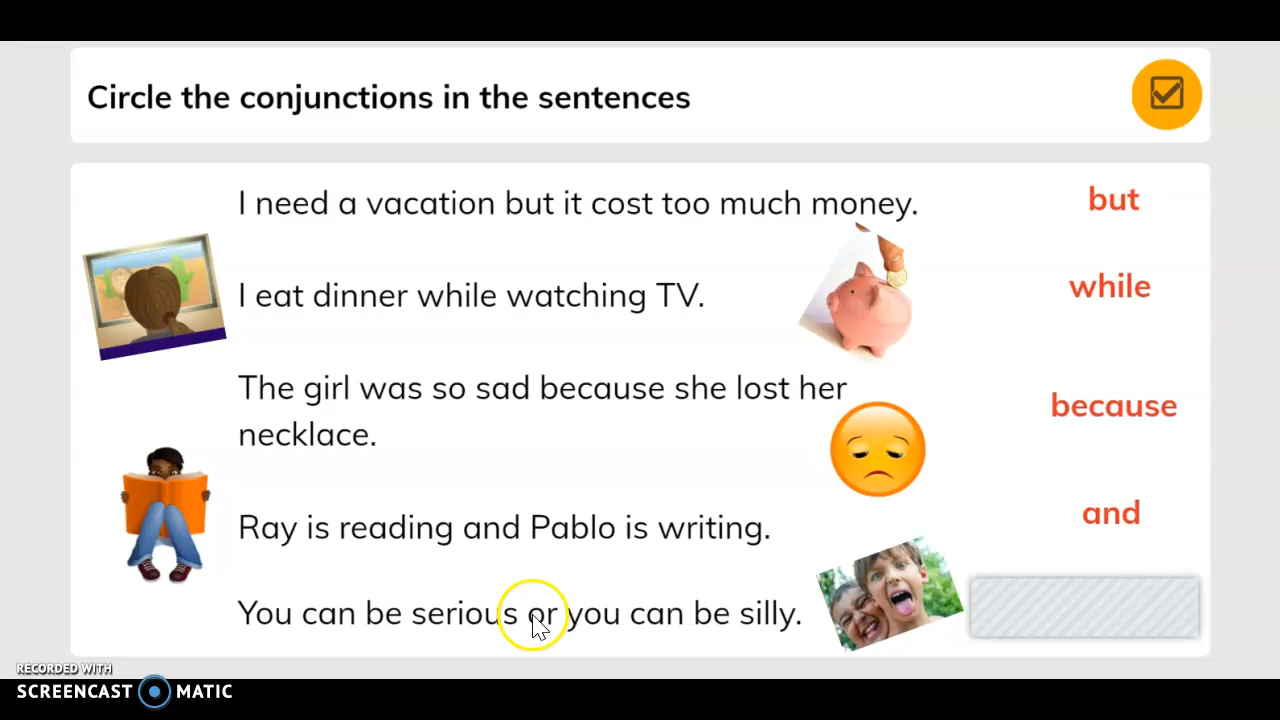 Circle the conjunctions in the sentences
I need a vacation but it cost too much money.
but
I eat dinner while watching TV.
while
The girl was so sad because she lost her
necklace.
because
Ray is reading and Pablo is writing.
and
You can be serious or you can be silly.
RECORDED WITH
SCREENCAST MATIC